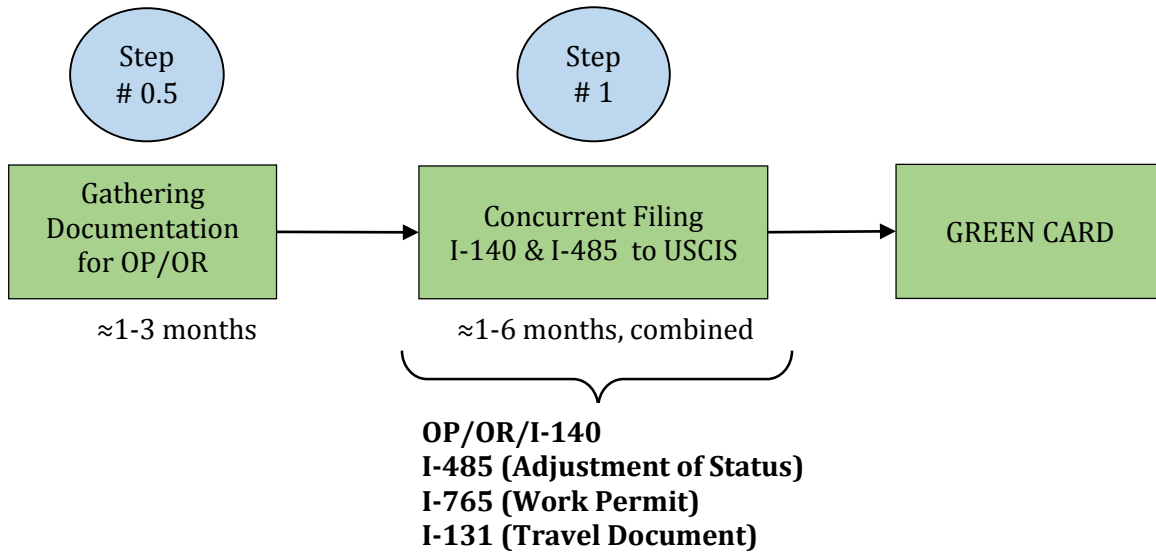 Step
# 0.5
Step
# 1
Gathering
Documentation
for OP/OR
Concurrent Filing
I-140 & I-485 to USCIS
GREEN CARD
≈1-3 months
≈1-6 months, combined
OP/OR/I-140
I-485 (Adjustment of Status)
I-765 (Work Permit)
I-131 (Travel Document)